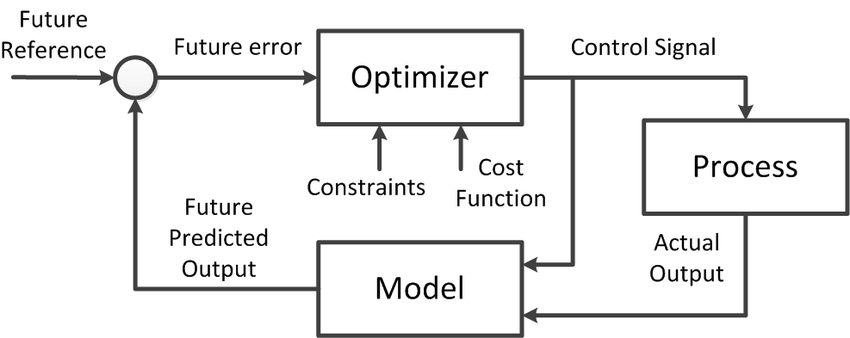 Future
Reference
Future error
Optimizer
Control Signal
Process
Constraints
Cost
Function
Future
Predicted
Output
Model
Actual
Output